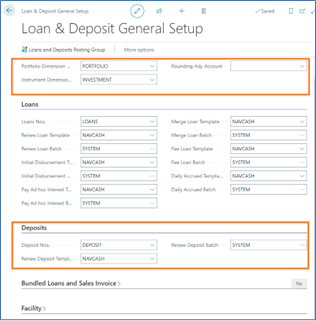 Loan & Deposit General Setup
Saved
Loan & Deposit General Setup
Loans and Deposits Posting Group
More options
Portfolio Dimension ... PORTFOLIO
Rounding Adj. Account
Instrument Dimensio... INVESTMENT
Loans
Loans Nos. LOANS
Merge Loan Template NAVCASH
Renew Loan Template NAVCASH
Merge Loan Batch SYSTEM
Renew Loan Batch SYSTEM
Fee Loan Template NAVCASH
Initial Disbursement T... NAVCASH
Fee Loan Batch SYSTEM
Initial Disbursement ... SYSTEM
Daily Accrued Templat... NAVCASH
Pay Ad hoc Interest T... NAVCASH
Daily Accrued Batch SYSTEM
Pay Ad hoc Interest B... SYSTEM
Deposits
Deposit Nos. DEPOSIT
Renew Deposit Batch SYSTEM
Renew Deposit Templ... NAVCASH
Bundled Loans and Sales Invoice
No
Facility